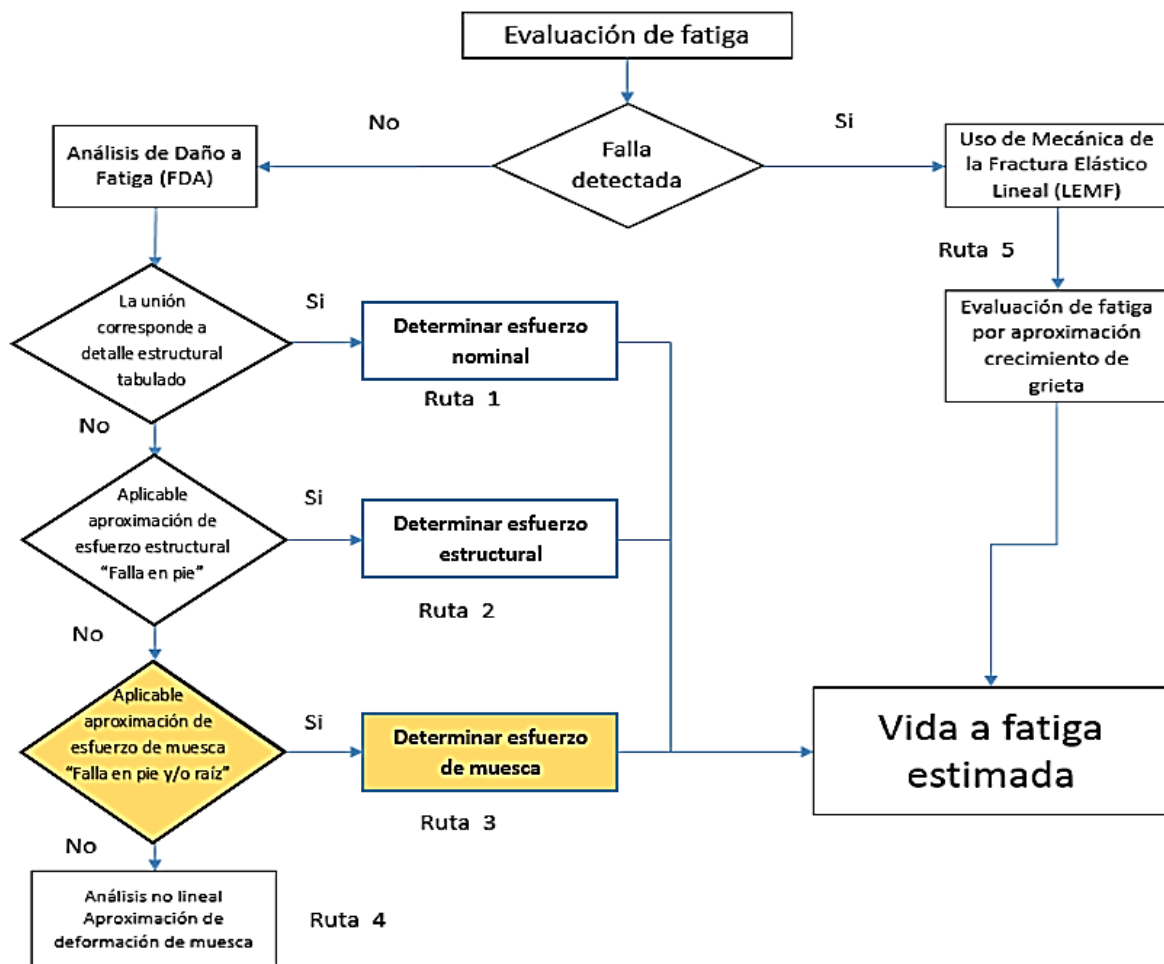 Evaluación de fatiga
No
Si
Falla
detectada
Análisis de Daño a
Fatiga (FDA)
Uso de Mecánica de
la Fractura Elástico
Lineal (LEMF)
Ruta 5
La unión
corresponde a
detalle estructural
tabulado
Si
Determinar esfuerzo
nominal
Ruta 1
Evaluación de fatiga
por aproximación
crecimiento de
grieta
No
Aplicable
aproximación de
esfuerzo estructural
“Falla en pie”
Si
Determinar esfuerzo
estructural
Ruta 2
No
Aplicable
aproximación de
esfuerzo de muesca
“Falla en pie y/o raíz”
Si
Determinar esfuerzo
de muesca
Ruta 3
Vida a fatiga
estimada
No
Análisis no lineal
Aproximación de
deformación de muesca
Ruta 4